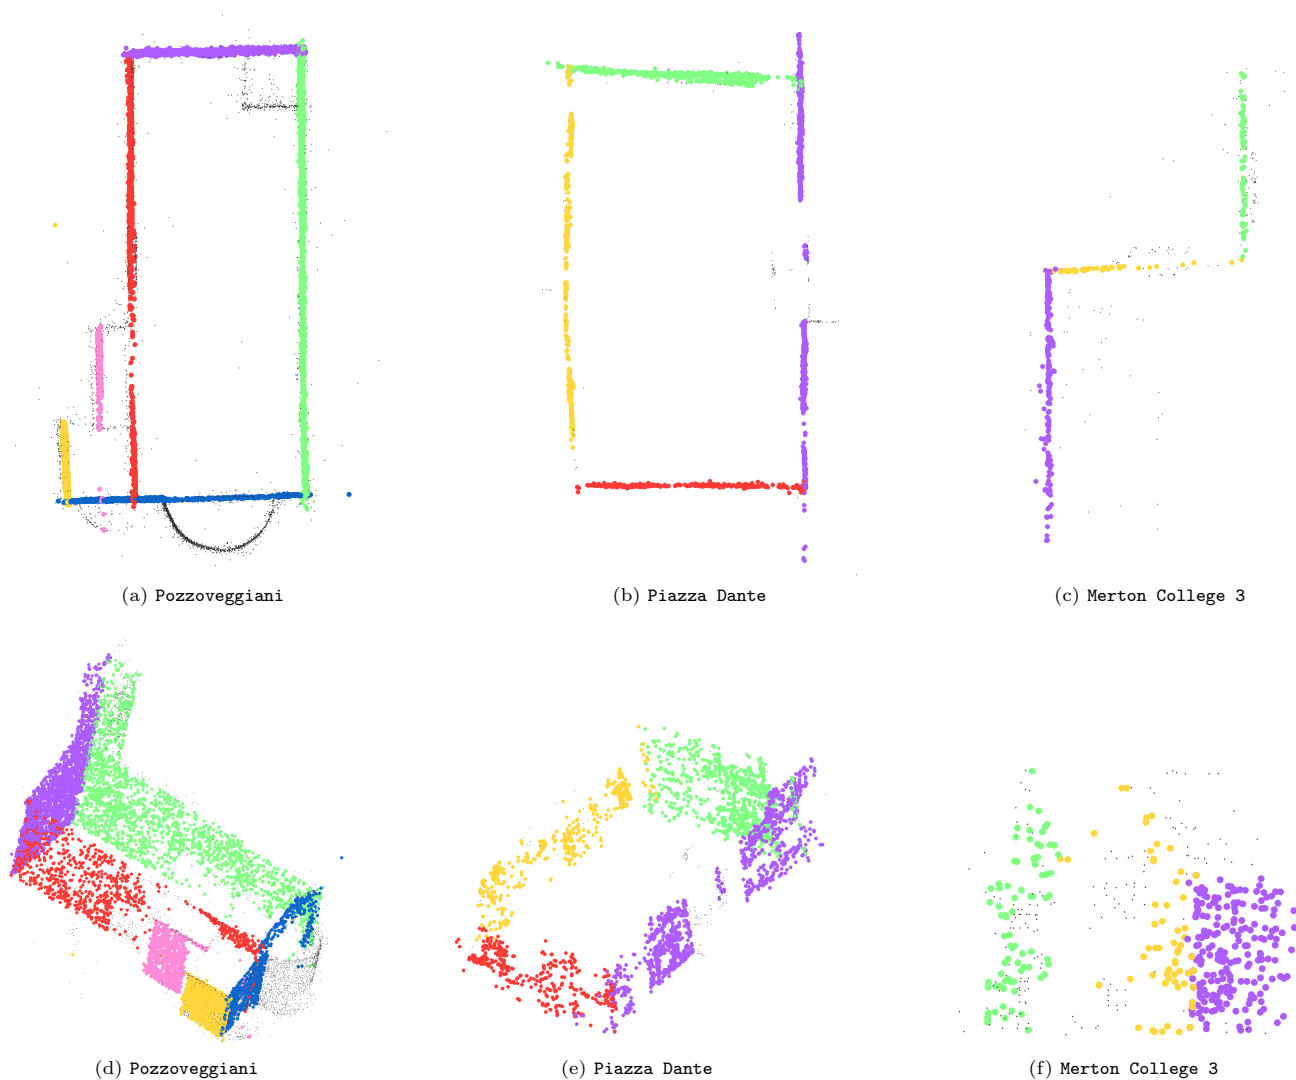 (a) Pozzoveggiani
(b) Piazza Dante
(c) Merton College 3
(d) Pozzoveggiani
(e) Piazza Dante
(f) Merton College 3